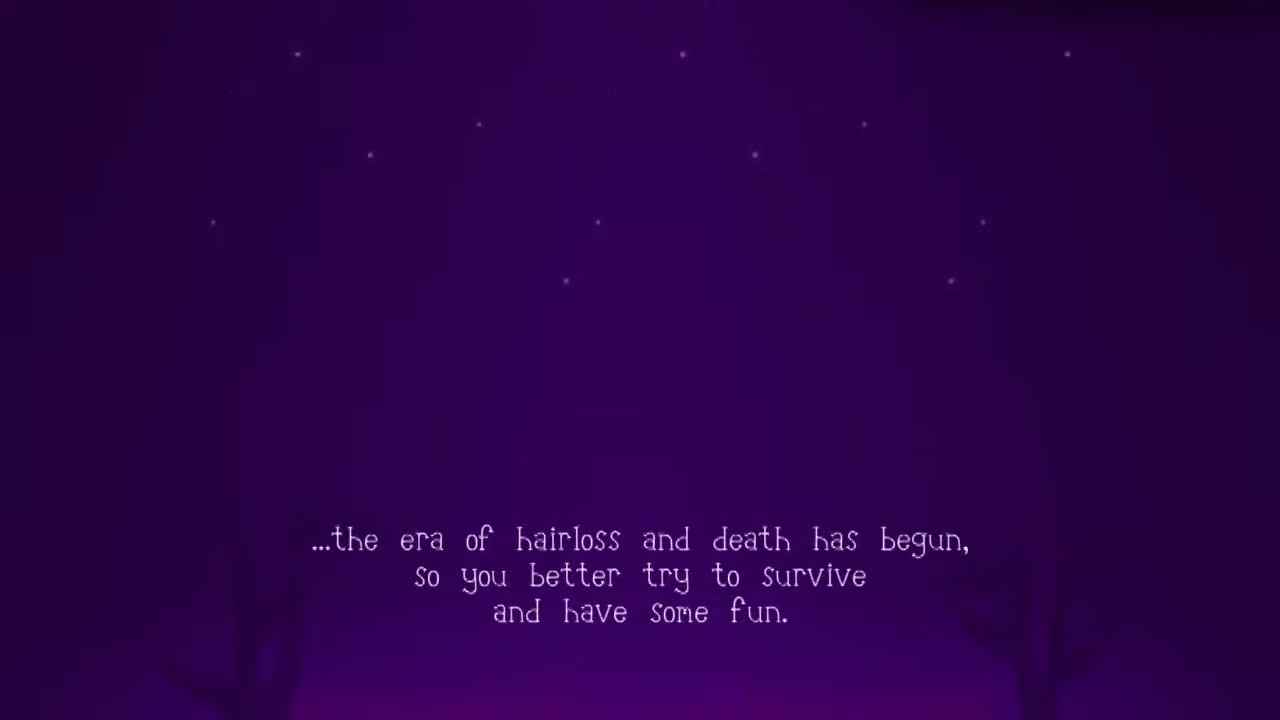 ...the era of hairloss and death has begun,
so you better try to survive
and have some fun.